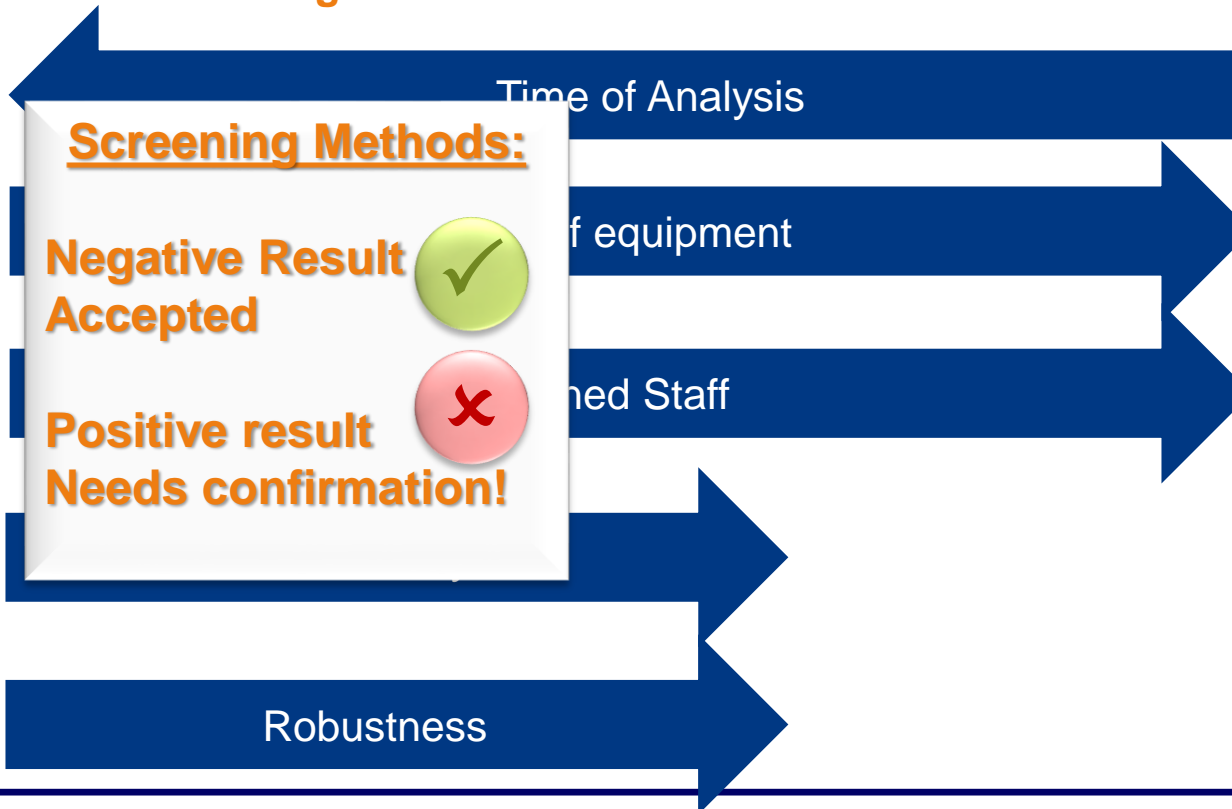 Time of Analysis
Screening Methods:
f equipment
Negative Result
Accepted
ned Staff
Positive result
Needs confirmation!
Robustness